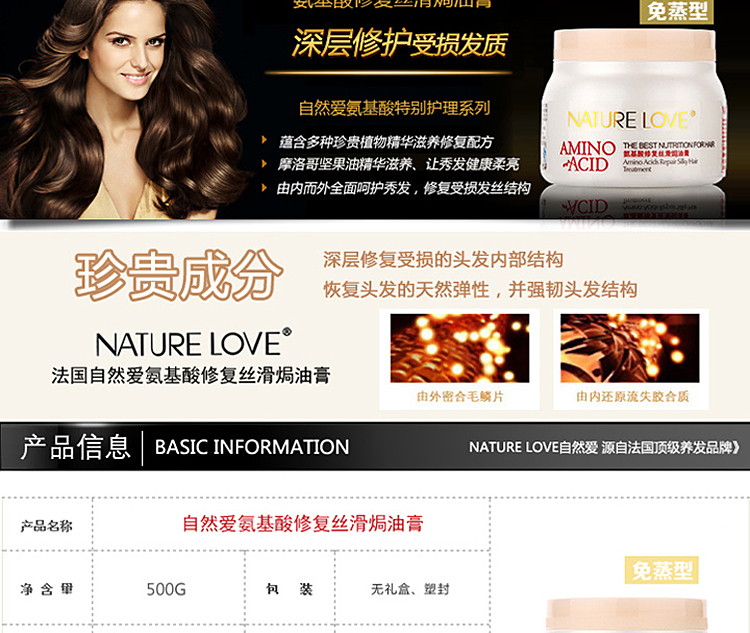 氨基酸修复丝滑焗油膏
免蒸型
深层修护受损发质
自然爱氨基酸特别护理系列
蕴含多种珍贵植物精华滋养修复配方
摩洛哥坚果油精华滋养、让秀发健康柔亮
由内而外全面呵护秀发，修复受损发丝结构
NATURE LOVE®
AMINO ACID
THE BEST NUTRITION FOR HAIR
氨基酸修复丝滑焗油膏
Amino Acids Repair Silky Hair
Treatment
珍贵成分
深层修复受损的头发内部结构
恢复头发的天然弹性，并强韧头发结构
NATURE LOVE®
法国自然爱氨基酸修复丝滑焗油膏
由外密合毛鳞片
由内还原流失胶合质
产品信息 BASIC INFORMATION
NATURE LOVE自然爱 源自法国顶级养发品牌》
产品名称 自然爱氨基酸修复丝滑焗油膏
净含量 500G 包装 无礼盒、塑封
免蒸型